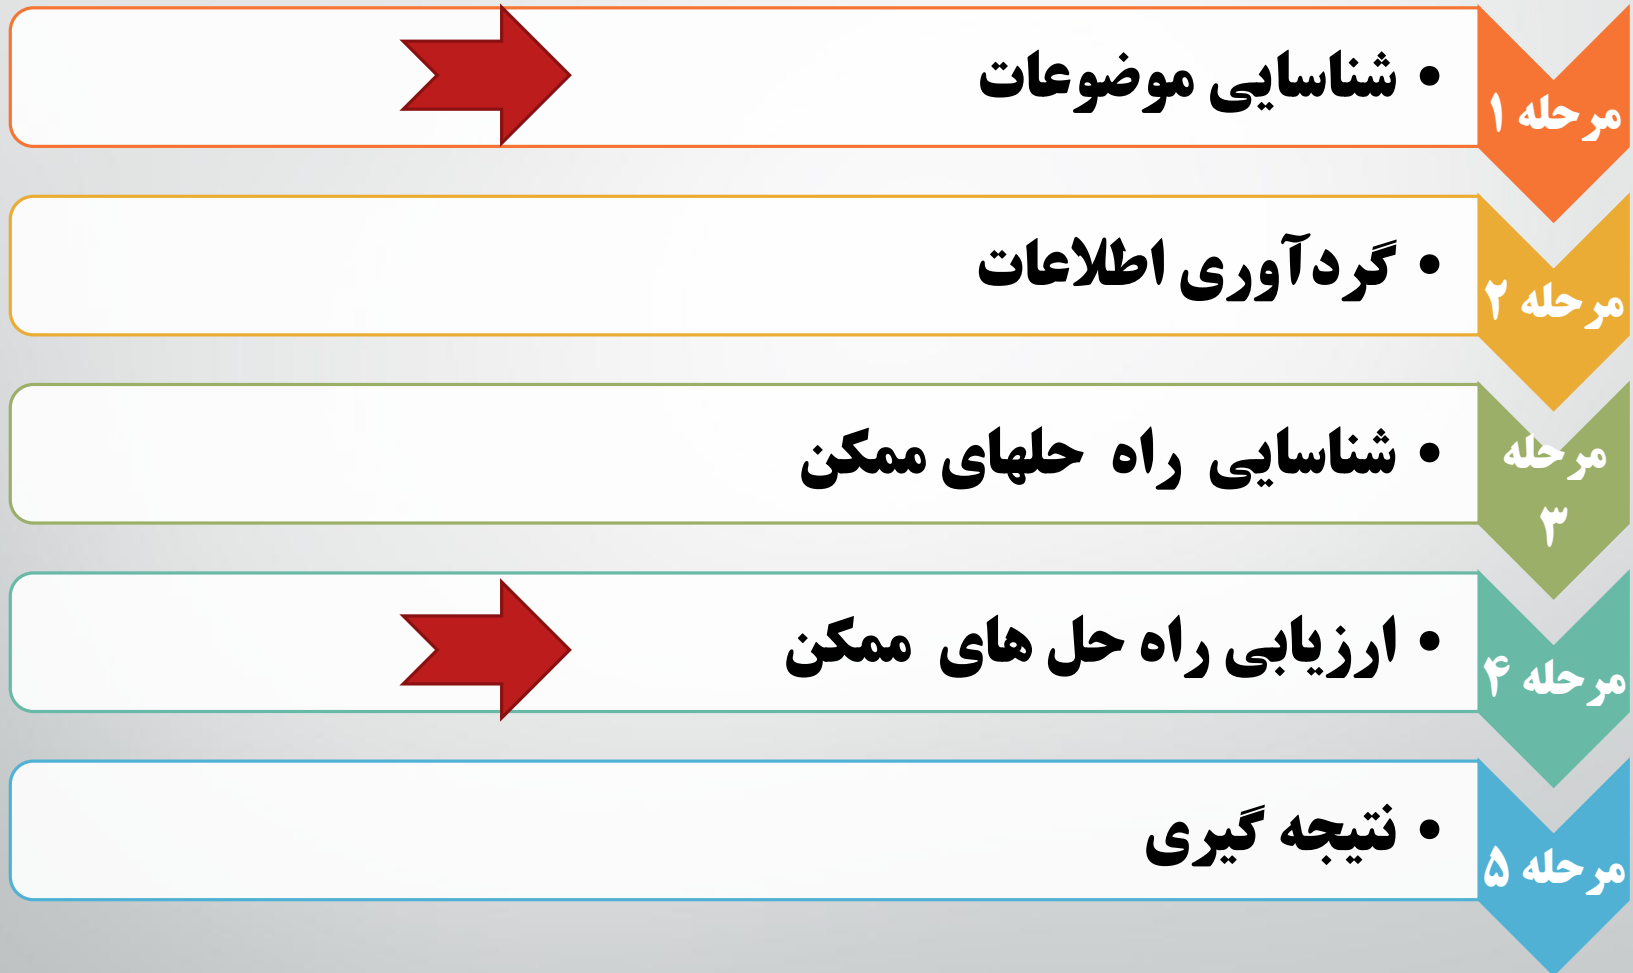 مرحله ۱
• شناسایی موضوعات
مرحله ۲
• گردآوری اطلاعات
مرحله
۳
• شناسایی راه حلهای ممکن
مرحله ۴
• ارزیابی راه حل های ممکن
مرحله ۵
• نتیجه گیری